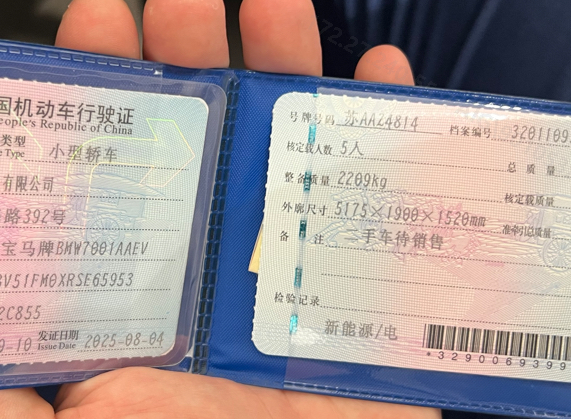 国机动车行驶证
eople's Republic of China
类型
e Type 小型轿车
有限公司
路392号
宝马牌BMW7001AAEV
BV51FM0XRSE65953
2C855
9-10 发证日期 Issue Date 2025-08-04
号牌号码 苏AA24814 档案编号 3201109
核定载人数 5人 总质量
整备质量 2209kg 核定载质量
外廓尺寸 5175×1900×1520mm 准牵引总质量
备注 一手车待销售
检验记录
新能源/电
*329006939 9